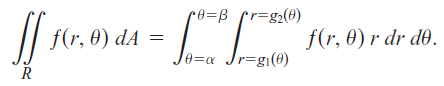 ∬_R f(r, θ) dA = ∫_{θ=α}^{θ=β} ∫_{r=g₁(θ)}^{r=g₂(θ)} f(r, θ) r dr dθ.